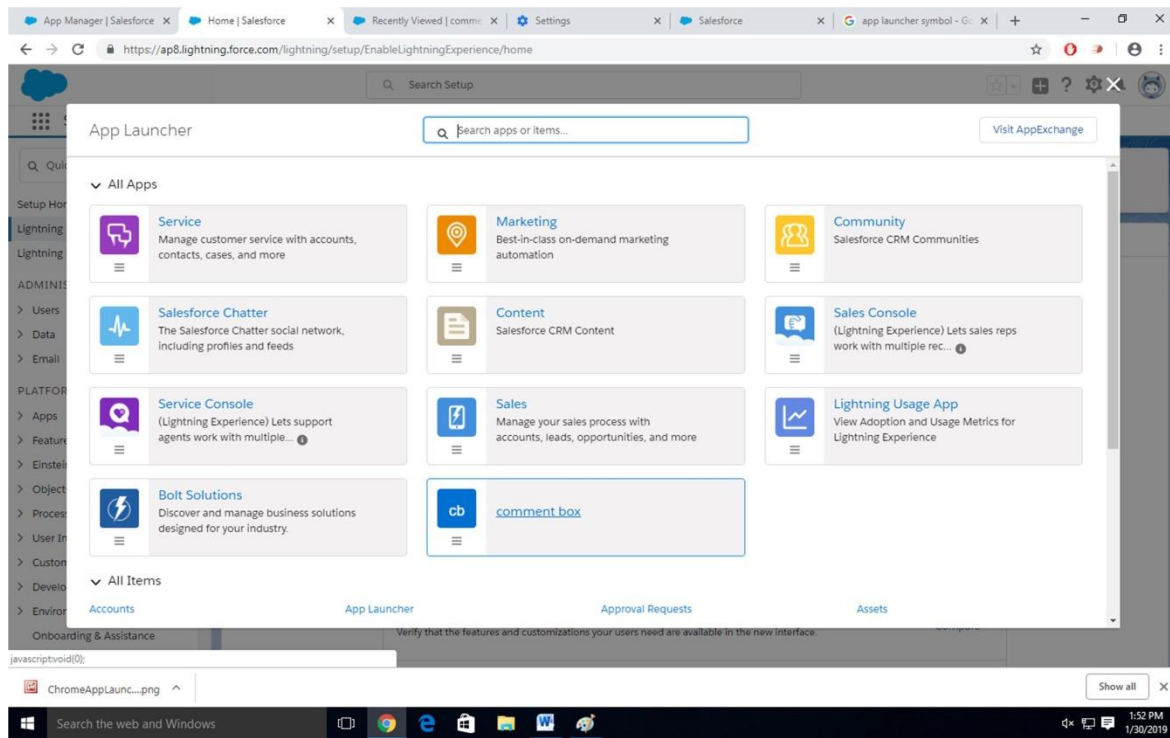 App Manager | Salesforce
Home | Salesforce
Recently Viewed | comme
Settings
Salesforce
app launcher symbol - Go
https://ap8.lightning.force.com/lightning/setup/EnableLightningExperience/home
Search Setup
App Launcher
Search apps or items...
Visit AppExchange
Quic
Setup Hor
Lightning
Lightning
ADMINIS
Users
Data
Email
PLATFOR
Apps
Feature
Einstei
Object
Process
User In
Custon
Develo
Enviror
Onboarding & Assistance
All Apps
Service
Manage customer service with accounts,
contacts, cases, and more
Marketing
Best-in-class on-demand marketing
automation
Community
Salesforce CRM Communities
Salesforce Chatter
The Salesforce Chatter social network,
including profiles and feeds
Content
Salesforce CRM Content
Sales Console
(Lightning Experience) Lets sales reps
work with multiple rec...
Service Console
(Lightning Experience) Lets support
agents work with multiple...
Sales
Manage your sales process with
accounts, leads, opportunities, and more
Lightning Usage App
View Adoption and Usage Metrics for
Lightning Experience
Bolt Solutions
Discover and manage business solutions
designed for your industry.
cb
comment box
All Items
Accounts
App Launcher
Approval Requests
Assets
Verify that the features and customizations your users need are available in the new interface.
javascript:void(0);
ChromeAppLaunc....png
Show all
Search the web and Windows
1:52 PM
1/30/2019